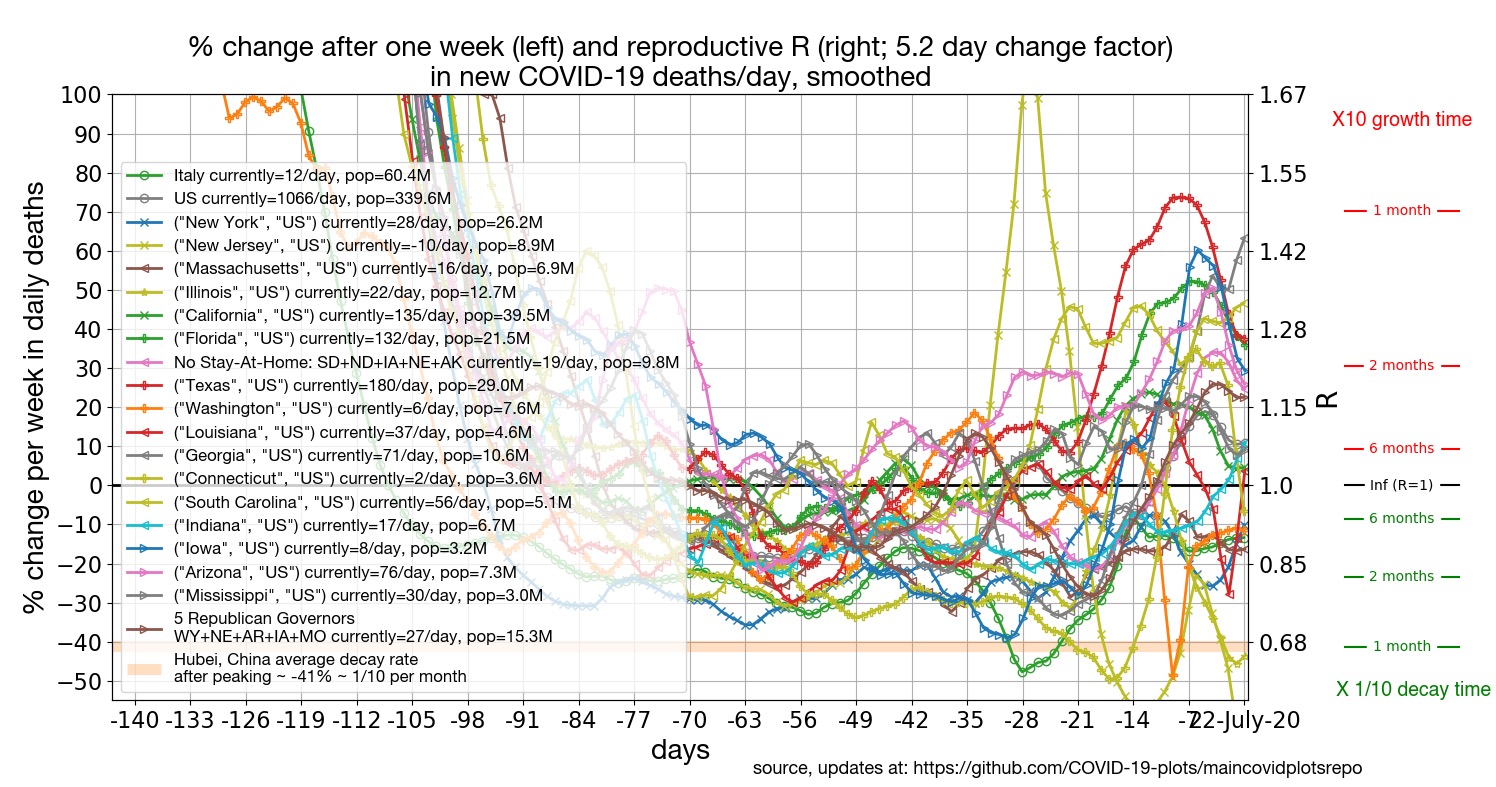 % change after one week (left) and reproductive R (right; 5.2 day change factor)
in new COVID-19 deaths/day, smoothed
% change per week in daily deaths
100
90
80
70
60
50
40
30
20
10
0
−10
−20
−30
−40
−50
Italy currently=12/day, pop=60.4M
US currently=1066/day, pop=339.6M
("New York", "US") currently=28/day, pop=26.2M
("New Jersey", "US") currently=-10/day, pop=8.9M
("Massachusetts", "US") currently=16/day, pop=6.9M
("Illinois", "US") currently=22/day, pop=12.7M
("California", "US") currently=135/day, pop=39.5M
("Florida", "US") currently=132/day, pop=21.5M
No Stay-At-Home: SD+ND+IA+NE+AK currently=19/day, pop=9.8M
("Texas", "US") currently=180/day, pop=29.0M
("Washington", "US") currently=6/day, pop=7.6M
("Louisiana", "US") currently=37/day, pop=4.6M
("Georgia", "US") currently=71/day, pop=10.6M
("Connecticut", "US") currently=2/day, pop=3.6M
("South Carolina", "US") currently=56/day, pop=5.1M
("Indiana", "US") currently=17/day, pop=6.7M
("Iowa", "US") currently=8/day, pop=3.2M
("Arizona", "US") currently=76/day, pop=7.3M
("Mississippi", "US") currently=30/day, pop=3.0M
5 Republican Governors
WY+NE+AR+IA+MO currently=27/day, pop=15.3M
Hubei, China average decay rate
after peaking ~ -41% ~ 1/10 per month
1.67
1.55
1.42
1.28
1.15
1.0
0.85
0.68
R
X10 growth time
1 month
2 months
6 months
Inf (R=1)
6 months
2 months
1 month
X 1/10 decay time
-140 -133 -126 -119 -112 -105 -98 -91 -84 -77 -70 -63 -56 -49 -42 -35 -28 -21 -14 -7 22-July-20
days
source, updates at: https://github.com/COVID-19-plots/maincovidplotsrepo